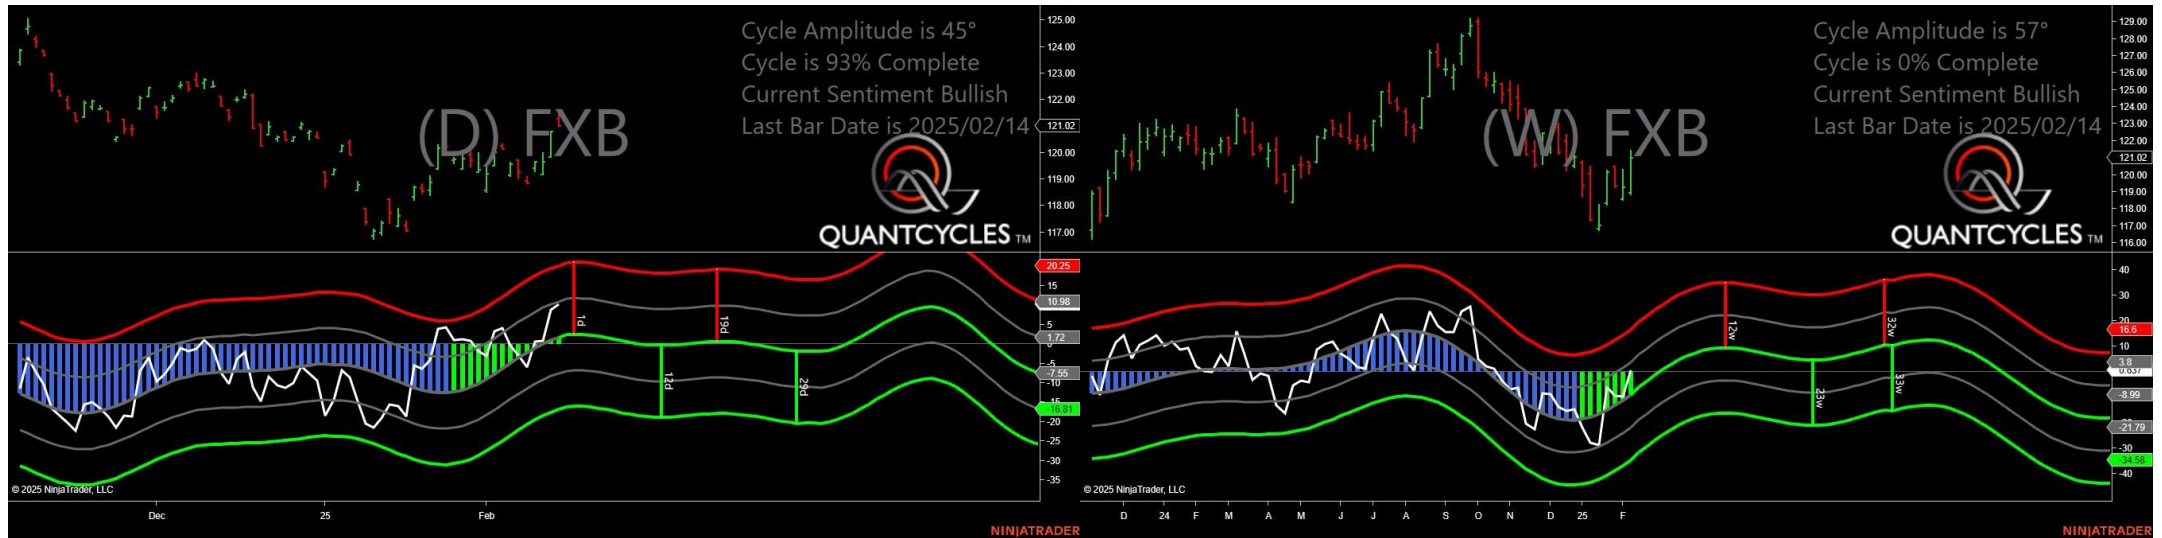 Cycle Amplitude is 45°
Cycle is 93% Complete
Current Sentiment Bullish
Last Bar Date is 2025/02/14
(D) FXB
QUANTCYCLES TM
125.00
124.00
123.00
122.00
121.02
120.00
119.00
118.00
117.00
20.25
15
10.98
5
1.72
-5
-7.55
-10
-15
-16.81
-20
-25
-30
-35
1d
12d
19d
29d
© 2025 NinjaTrader, LLC
Dec
25
Feb
NINJATRADER
Cycle Amplitude is 57°
Cycle is 0% Complete
Current Sentiment Bullish
Last Bar Date is 2025/02/14
(W) FXB
QUANTCYCLES TM
129.00
128.00
127.00
126.00
125.00
124.00
123.00
122.00
121.02
120.00
119.00
118.00
117.00
116.00
40
30
20
16.6
10
3.8
0.637
-8.99
-21.79
-30
-34.58
-40
12w
23w
32w
33w
© 2025 NinjaTrader, LLC
D 24 F M A M J J A S O N D 25 F
NINJATRADER